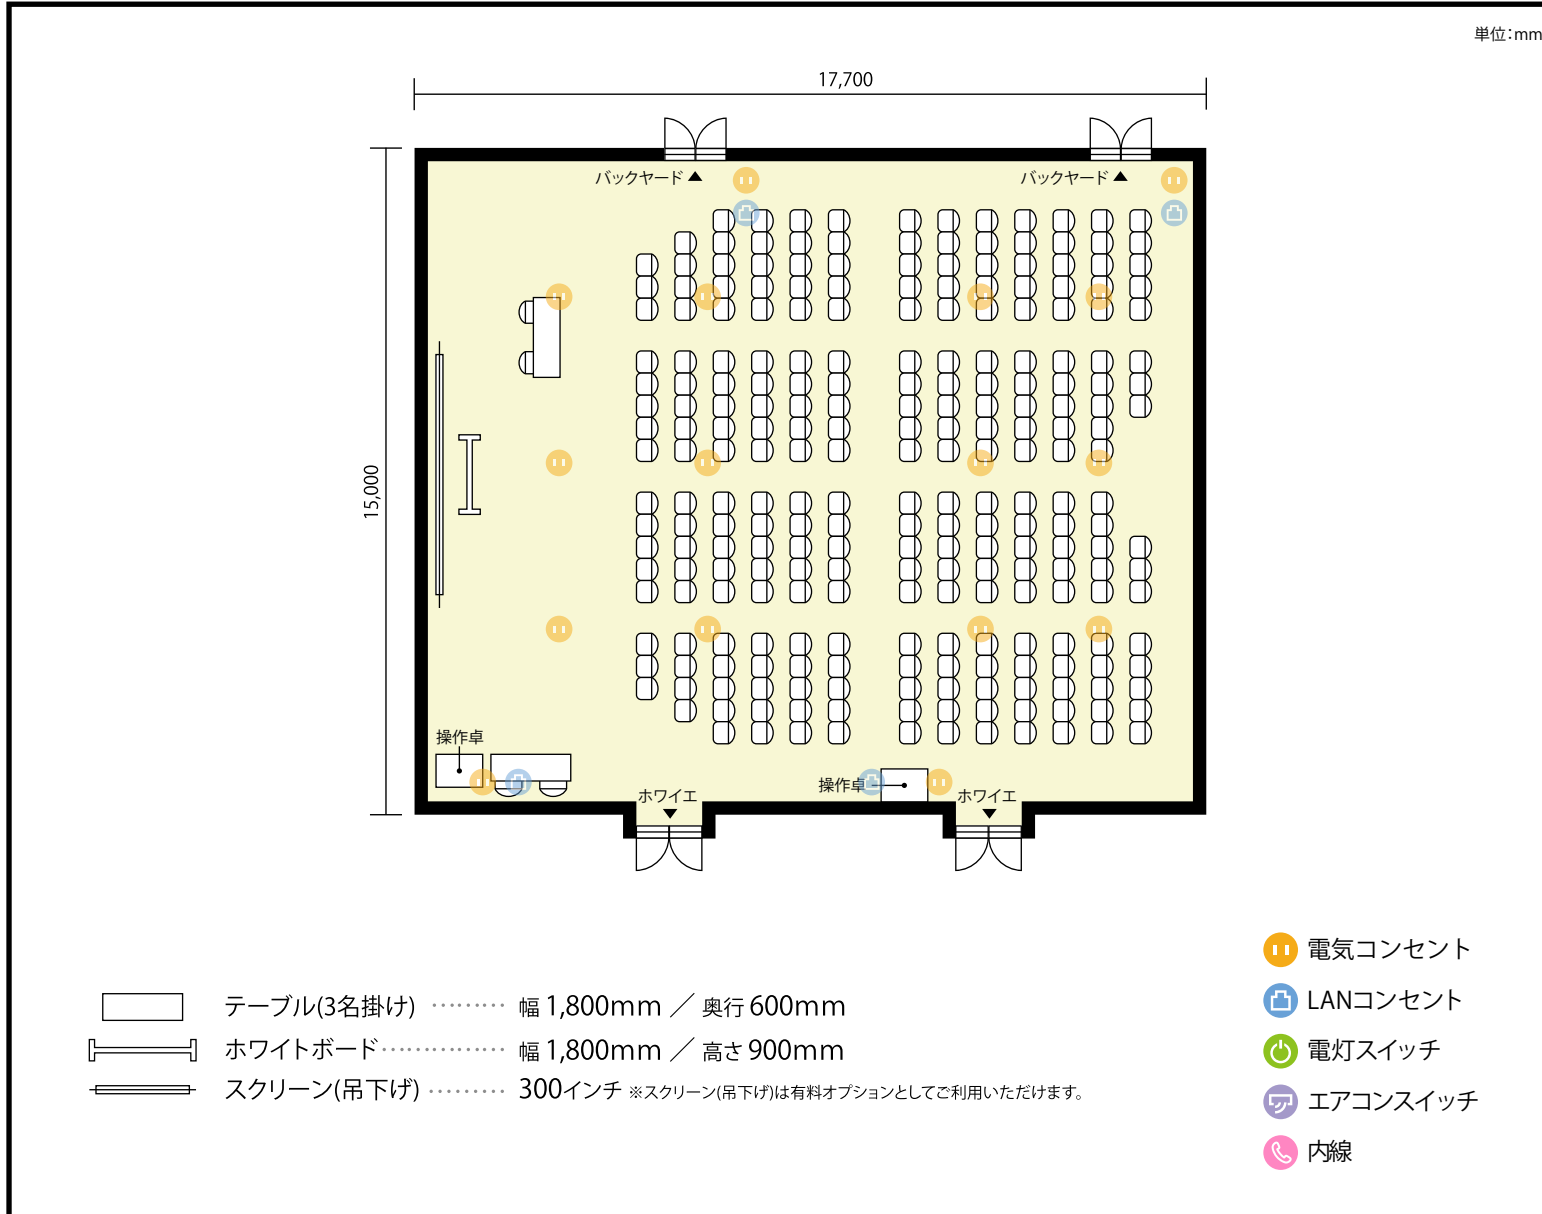 単位:mm
17,700
バックヤード▲
バックヤード▲
15,000
操作卓
操作卓
ホワイエ
▼
ホワイエ
▼
テーブル(3名掛け) ········· 幅 1,800mm ／ 奥行 600mm
ホワイトボード ··············· 幅 1,800mm ／ 高さ 900mm
スクリーン(吊下げ) ········· 300インチ ※スクリーン(吊下げ)は有料オプションとしてご利用いただけます。
電気コンセント
LANコンセント
電灯スイッチ
エアコンスイッチ
内線